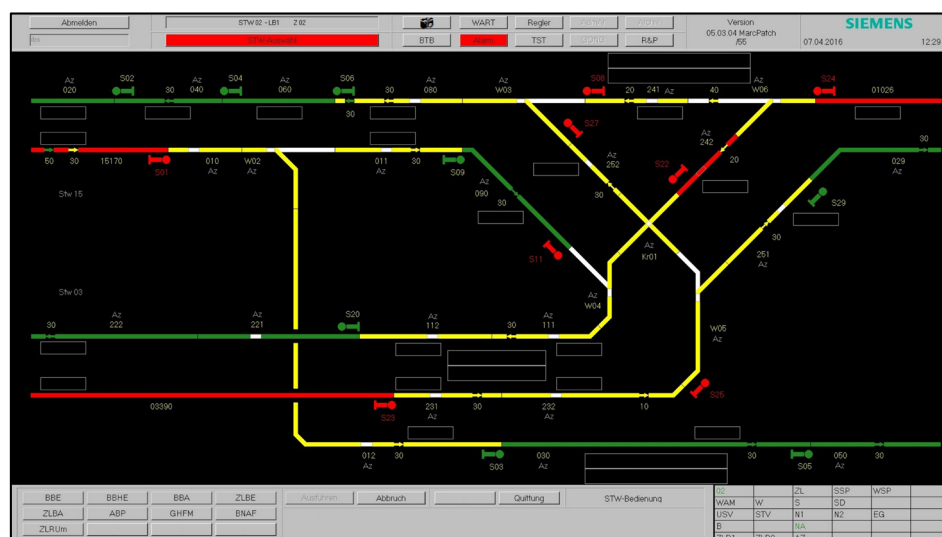 Abmelden
STW 02 - LB1 Z 02
WART
Regler
Version
05.03.04 MarcPatch
/55
SIEMENS
STW-Auswahl
BTB
Alarm
TST
R&P
07.04.2016
12:29
Az
020
S02
30
Az
040
S04
Az
060
S06
30
30
Az
080
Az
W03
S08
20
241
Az
40
Az
W06
S24
01026
50
30
15170
S01
010
Az
W02
Az
011
Az
30
S09
Az
090
30
S27
Az
252
30
S22
Az
242
20
30
029
Az
S29
30
251
Az
Stw 15
S11
Az
Kr01
Stw 03
Az
W04
30
Az
222
Az
221
S20
Az
112
30
Az
111
W05
Az
03390
S23
231
Az
30
232
Az
10
S25
012
Az
30
S03
030
Az
30
S05
050
Az
30
BBE
BBHE
BBA
ZLBE
Ausführen
Abbruch
Quittung
STW-Bedienung
ZLBA
ABP
GHFM
BNAF
ZLRUm
02
ZL
SSP
WSP
WAM
W
S
SD
USV
STV
N1
N2
EG
B
NA